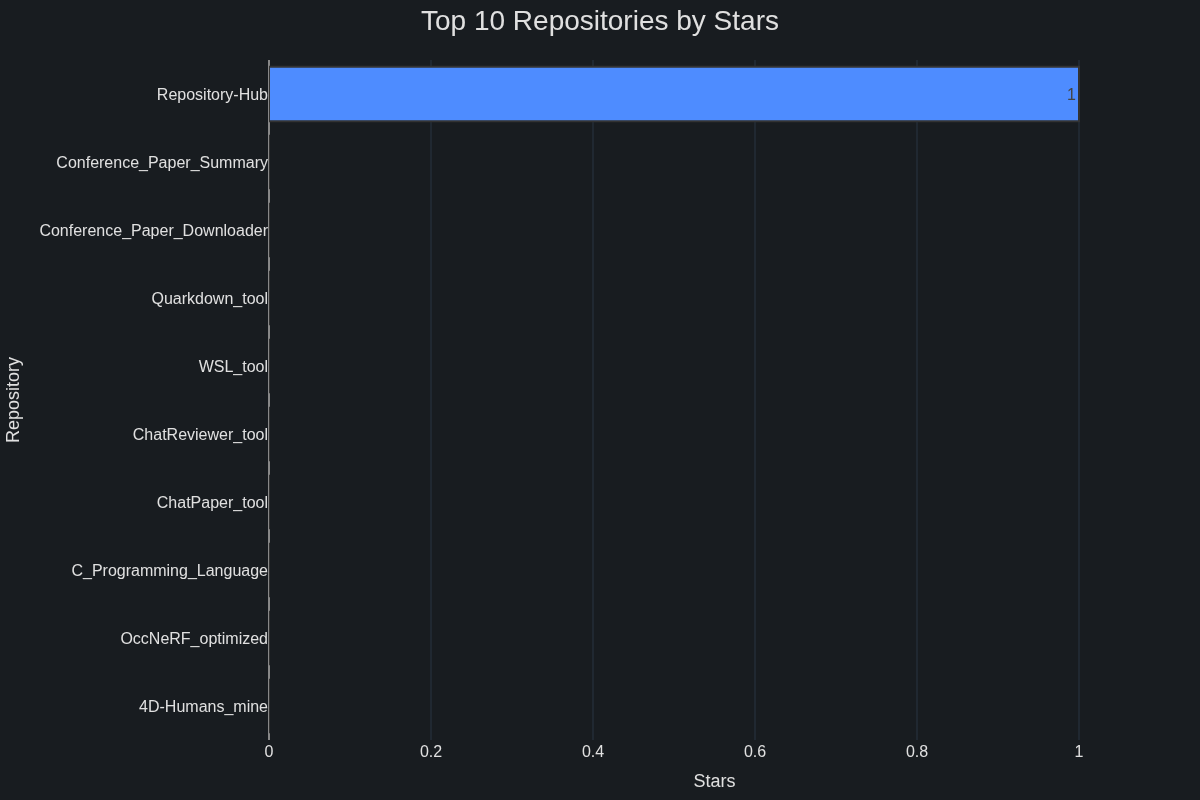 Top 10 Repositories by Stars
Repository-Hub
1
Conference_Paper_Summary
Conference_Paper_Downloader
Quarkdown_tool
WSL_tool
ChatReviewer_tool
ChatPaper_tool
C_Programming_Language
OccNeRF_optimized
4D-Humans_mine
Repository
0 0.2 0.4 0.6 0.8 1
Stars